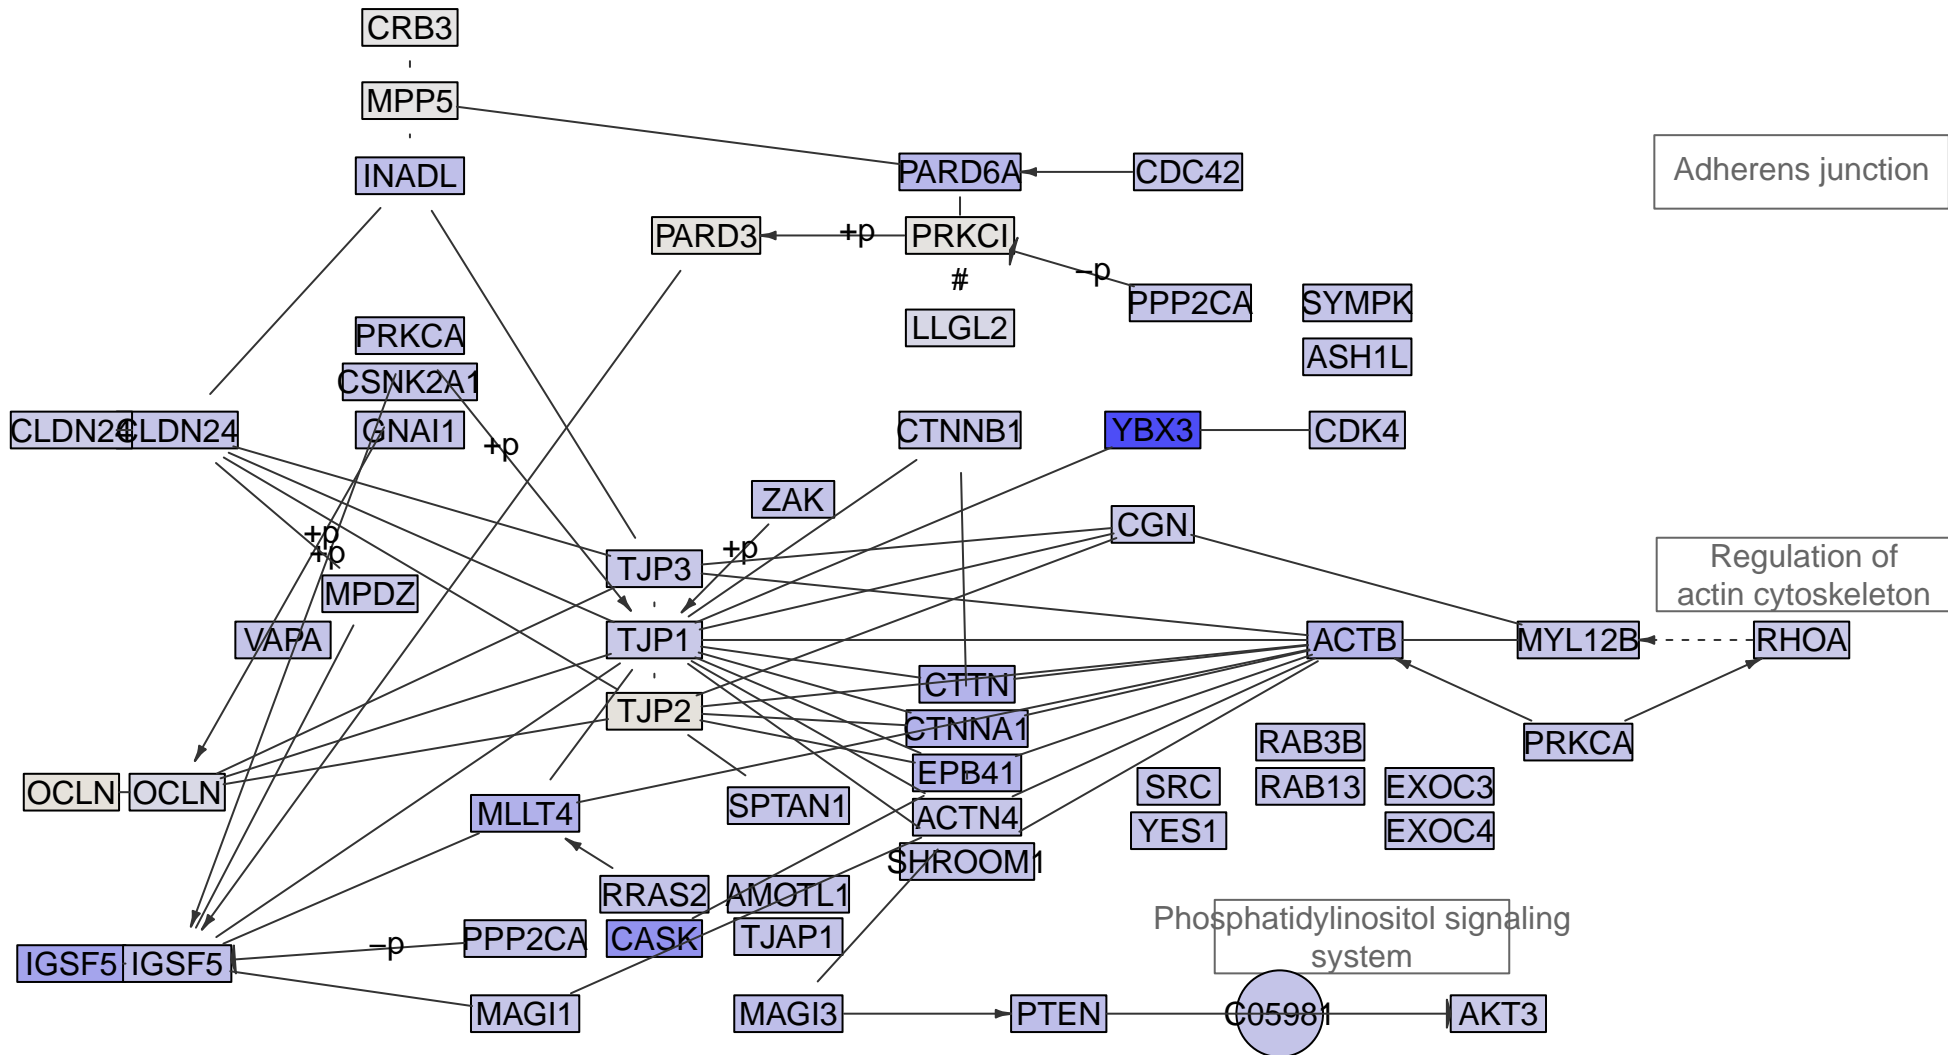 CRB3
MPP5
INADL
PARD6A
CDC42
Adherens junction
PARD3
+p
PRKCI
−p
#
PPP2CA
SYMPK
LLGL2
PRKCA
ASH1L
CSNK2A1
CLDN24
CLDN24
GNAI1
+p
CTNNB1
YBX3
CDK4
ZAK
CGN
+p
+p
+p
TJP3
Regulation of
actin cytoskeleton
MPDZ
VAPA
TJP1
ACTB
MYL12B
RHOA
CTTN
TJP2
CTNNA1
RAB3B
PRKCA
EPB41
OCLN
OCLN
SRC
RAB13
EXOC3
MLLT4
SPTAN1
ACTN4
YES1
EXOC4
SHROOM1
RRAS2
AMOTL1
Phosphatidylinositol signaling
system
PPP2CA
CASK
TJAP1
−p
IGSF5
IGSF5
MAGI1
MAGI3
PTEN
C05981
AKT3